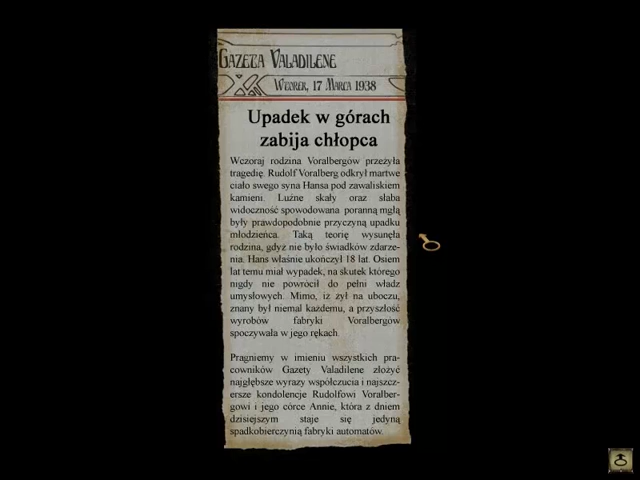 Gazeta Valadilene
Wtorek, 17 Marca 1938
Upadek w górach
zabija chłopca
Wczoraj rodzina Voralbergów przeżyła
tragedię. Rudolf Voralberg odkrył martwe
ciało swego syna Hansa pod zawaliskiem
kamieni. Luźne skały oraz słaba
widoczność spowodowana poranną mgłą
były prawdopodobnie przyczyną upadku
młodzieńca. Taką teorię wysunęła
rodzina, gdyż nie było świadków zdarze-
nia. Hans właśnie ukończył 18 lat. Osiem
lat temu miał wypadek, na skutek którego
nigdy nie powrócił do pełni władz
umysłowych. Mimo, iż żył na uboczu,
znany był niemal każdemu, a przyszłość
wyrobów fabryki Voralbergów
spoczywała w jego rękach.
Pragniemy w imieniu wszystkich pra-
cowników Gazety Valadilene złożyć
najgłębsze wyrazy współczucia i najszcz-
ersze kondolencje Rudolfowi Voralber-
gowi i jego córce Annie, która z dniem
dzisiejszym staje się jedyną
spadkobierczynią fabryki automatów.